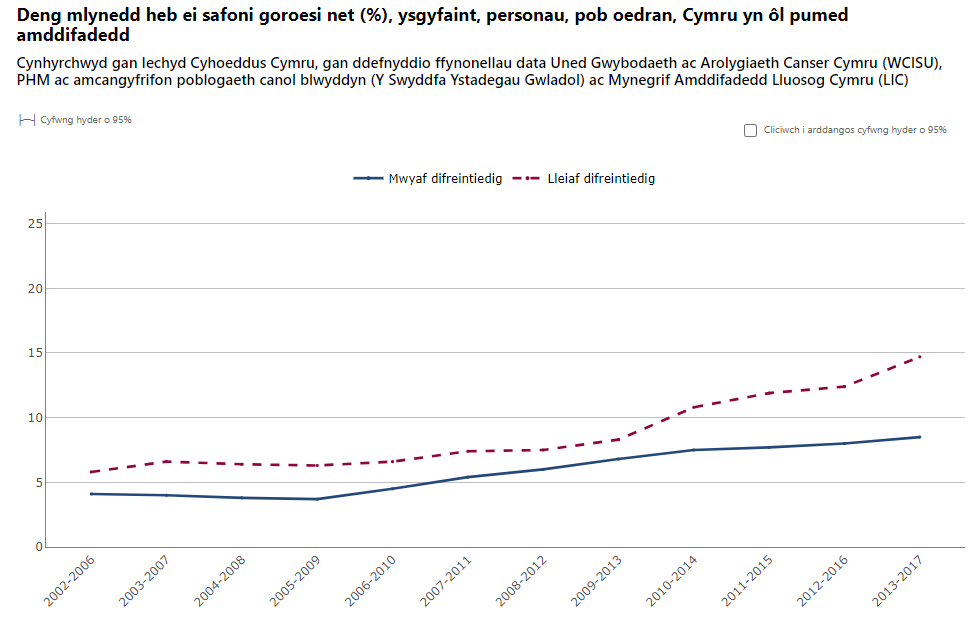 Deng mlynedd heb ei safoni goroesi net (%), ysgyfaint, personau, pob oedran, Cymru yn ôl pumed
amddifadedd
Cynhyrchwyd gan Iechyd Cyhoeddus Cymru, gan ddefnyddio ffynonellau data Uned Gwybodaeth ac Arolygiaeth Canser Cymru (WCISU),
PHM ac amcangyfrifon poblogaeth canol blwyddyn (Y Swyddfa Ystadegau Gwladol) ac Mynegrif Amddifadedd Lluosog Cymru (LIC)
Cyfwng hyder o 95%
Cliciwch i arddangos cyfwng hyder o 95%
Mwyaf difreintiedig
Lleiaf difreintiedig
25
20
15
10
5
0
2002-2006
2003-2007
2004-2008
2005-2009
2006-2010
2007-2011
2008-2012
2009-2013
2010-2014
2011-2015
2012-2016
2013-2017